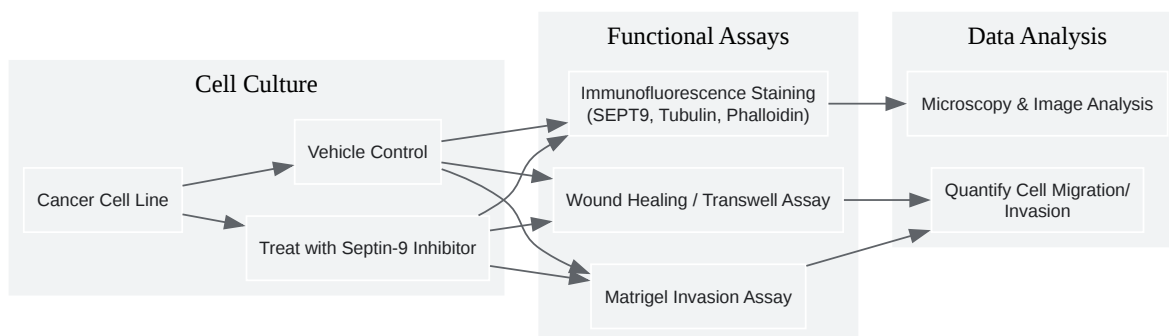 Cell Culture
Cancer Cell Line
Vehicle Control
Treat with Septin-9 Inhibitor
Functional Assays
Immunofluorescence Staining
(SEPT9, Tubulin, Phalloidin)
Wound Healing / Transwell Assay
Matrigel Invasion Assay
Data Analysis
Microscopy & Image Analysis
Quantify Cell Migration/
Invasion